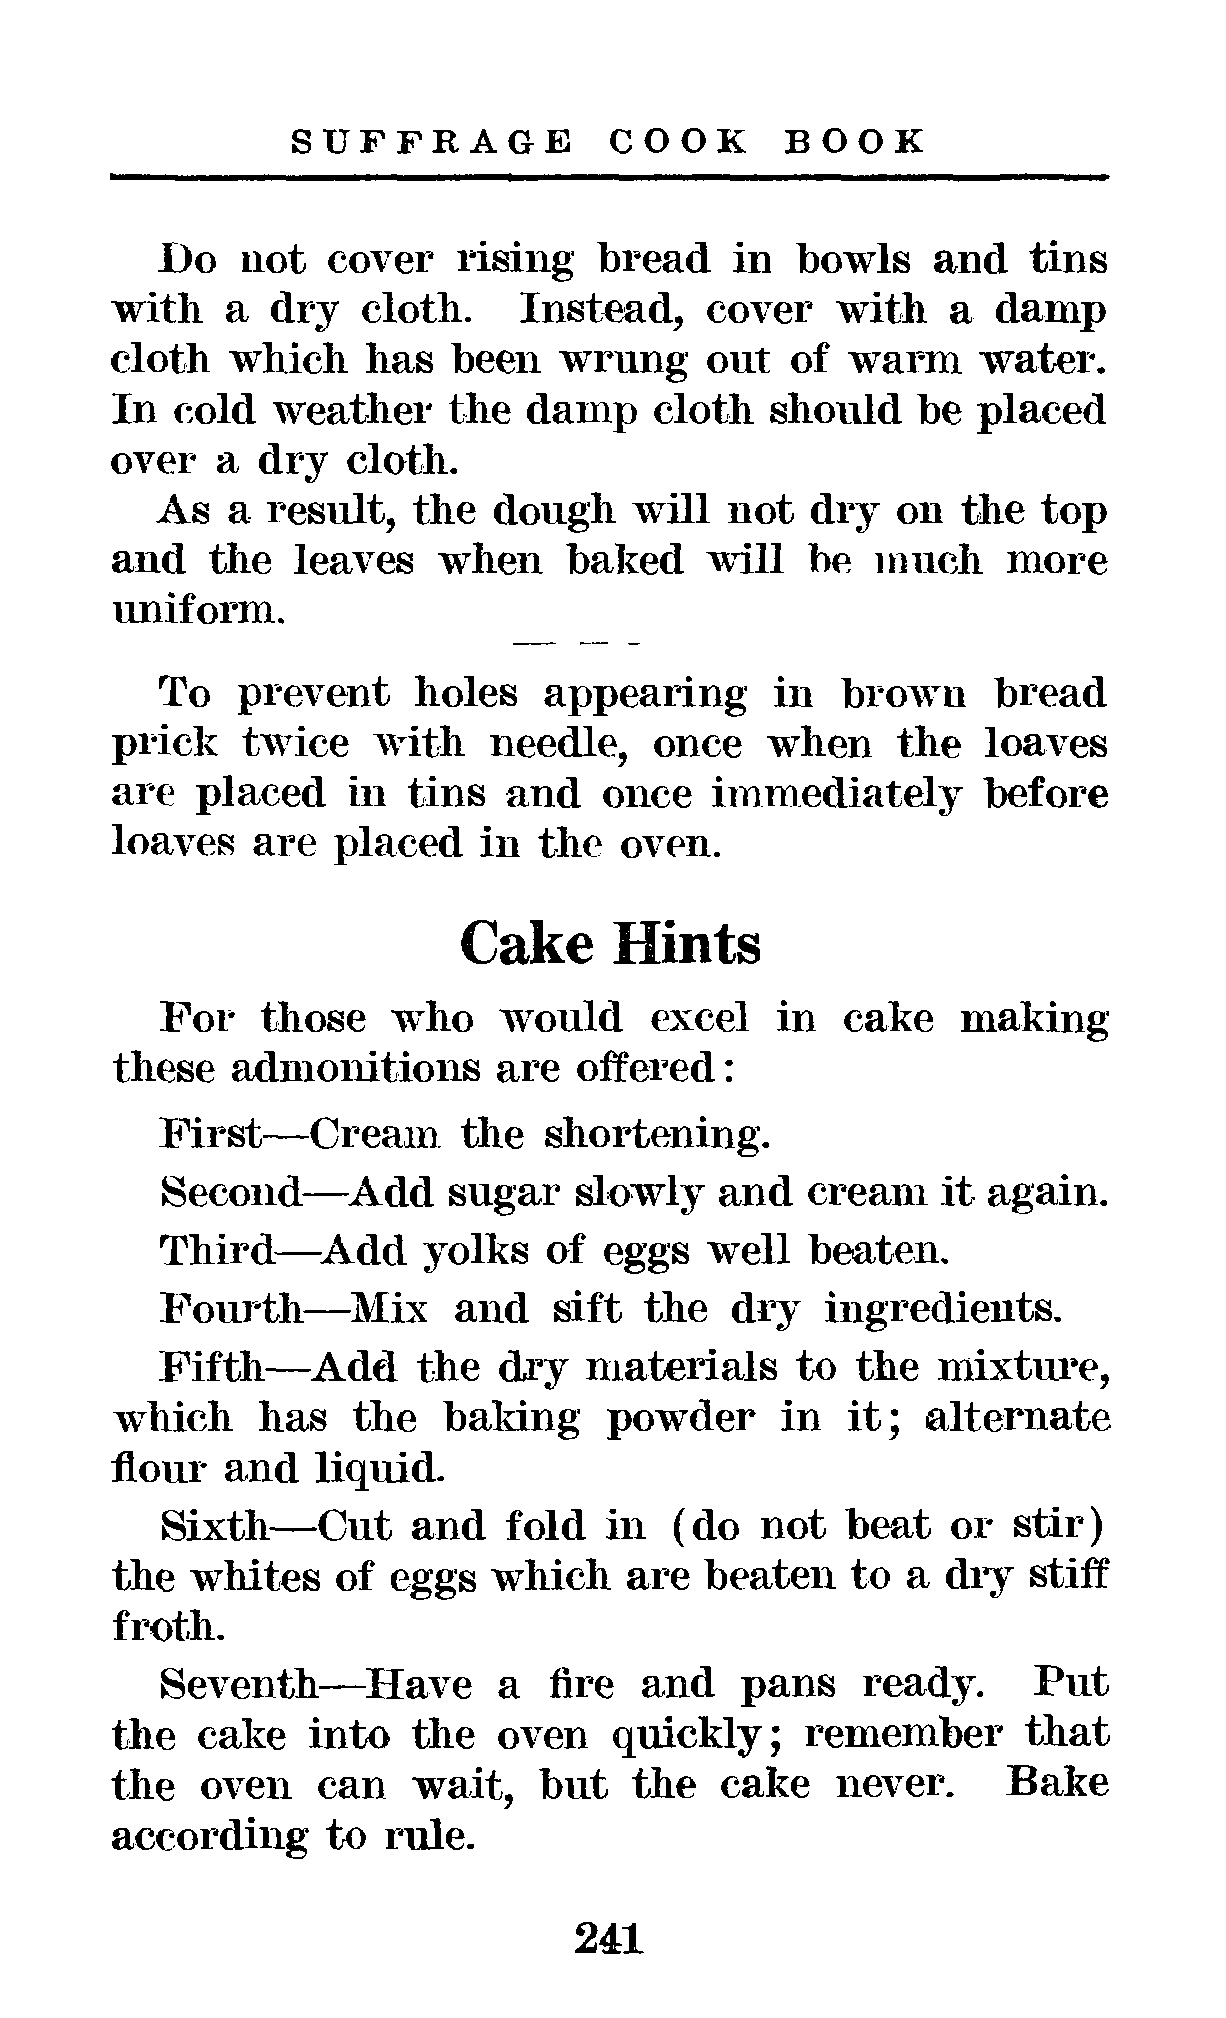 SUFFRAGE COOK BOOK
Do not cover rising bread in bowls and tins
with a dry cloth. Instead, cover with a damp
cloth which has been wrung out of warm water.
In cold weather the damp cloth should be placed
over a dry cloth.
As a result, the dough will not dry on the top
and the leaves when baked will be much more
uniform.
To prevent holes appearing in brown bread
prick twice with needle, once when the loaves
are placed in tins and once immediately before
loaves are placed in the oven.
Cake Hints
For those who would excel in cake making
these admonitions are offered:
First—Cream the shortening.
Second—Add sugar slowly and cream it again.
Third—Add yolks of eggs well beaten.
Fourth—Mix and sift the dry ingredients.
Fifth—Add the dry materials to the mixture,
which has the baking powder in it; alternate
flour and liquid.
Sixth—Cut and fold in (do not beat or stir)
the whites of eggs which are beaten to a dry stiff
froth.
Seventh—Have a fire and pans ready. Put
the cake into the oven quickly; remember that
the oven can wait, but the cake never. Bake
according to rule.
241